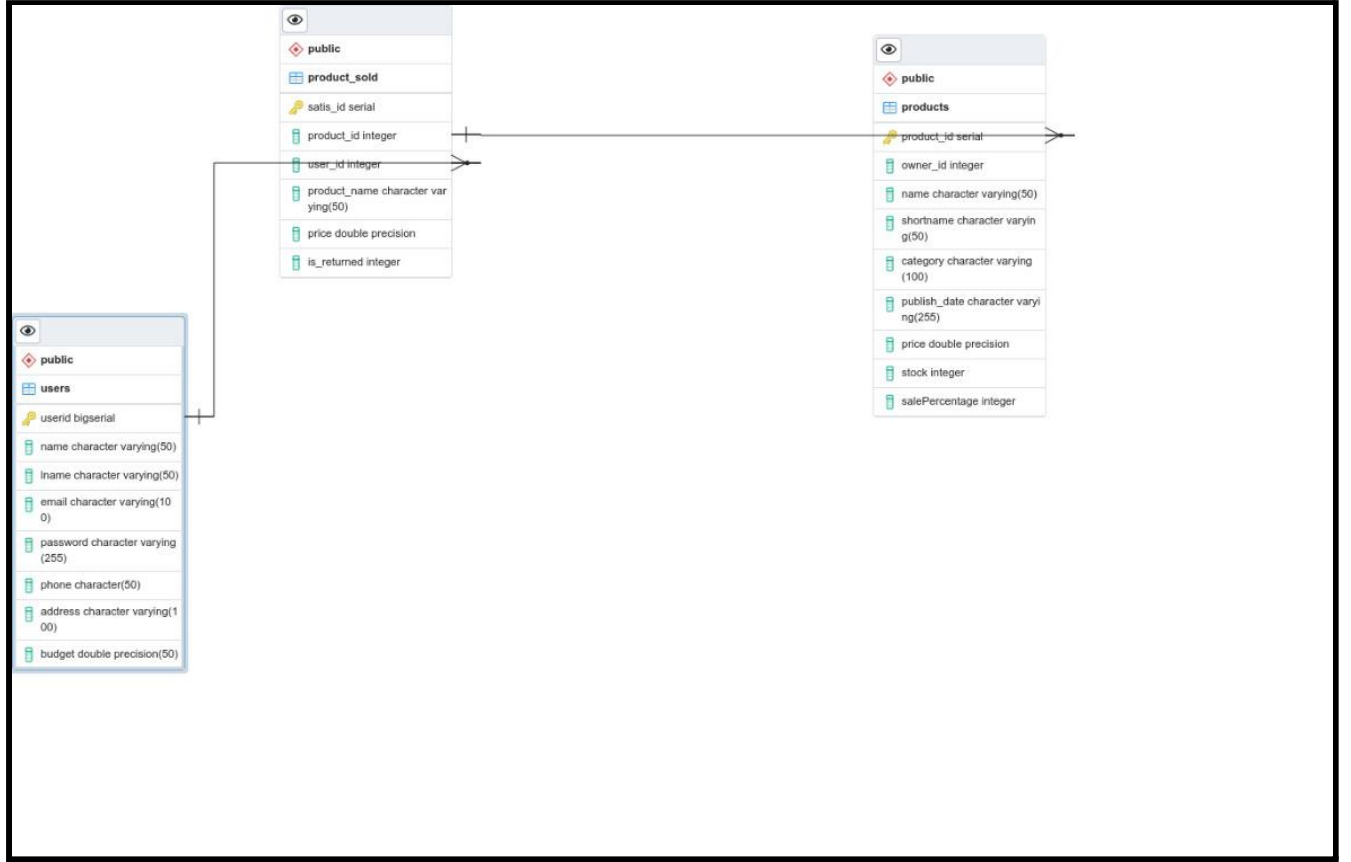 public
product_sold
satis_id serial
product_id integer
user_id integer
product_name character var
ying(50)
price double precision
is_returned integer
public
products
product_id serial
owner_id integer
name character varying(50)
shortname character varyin
g(50)
category character varying
(100)
publish_date character varyi
ng(255)
price double precision
stock integer
salePercentage integer
public
users
userid bigserial
name character varying(50)
lname character varying(50)
email character varying(10
0)
password character varying
(255)
phone character(50)
address character varying(1
00)
budget double precision(50)